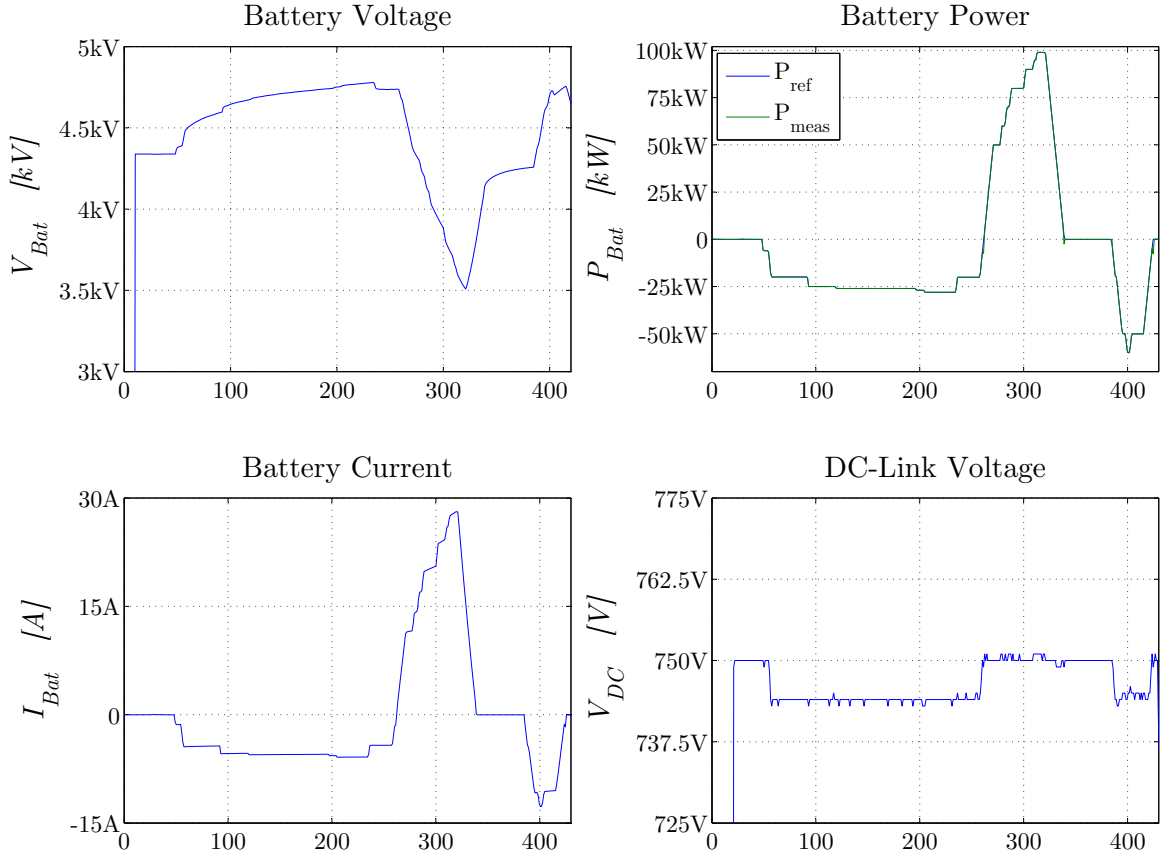 Battery Voltage
5kV
4.5kV
4kV
3.5kV
3kV
V_Bat [kV]
0 100 200 300 400
Battery Power
100kW
75kW
50kW
25kW
0
-25kW
-50kW
P_Bat [kW]
P_ref
P_meas
0 100 200 300 400
Battery Current
30A
15A
0
-15A
I_Bat [A]
0 100 200 300 400
DC-Link Voltage
775V
762.5V
750V
737.5V
725V
V_DC [V]
0 100 200 300 400